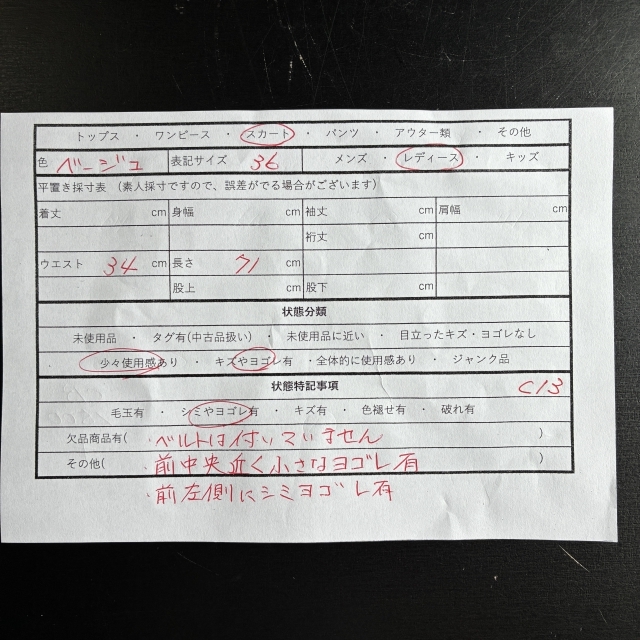 トップス ・ ワンピース ・ スカート ・ パンツ ・ アウター類 ・ その他
色 ベージュ 表記サイズ 36 メンズ ・ レディース ・ キッズ
平置き採寸表 （素人採寸ですので、誤差がでる場合がございます）
着丈 cm 身幅 cm 袖丈 cm 肩幅 cm
裄丈 cm
ウエスト 34 cm 長さ 71 cm
股上 cm 股下 cm
状態分類
未使用品 ・ タグ有(中古品扱い) ・ 未使用品に近い ・ 目立ったキズ・ヨゴレなし
少々使用感あり ・ キズやヨゴレ有 ・全体的に使用感あり ・ ジャンク品
状態特記事項 C13
毛玉有 ・ シミやヨゴレ有 ・ キズ有 ・ 色褪せ有 ・ 破れ有
欠品商品有( ・ベルトは付いていません )
その他( ・前中央近く小さなヨゴレ有 )
・前左側にシミヨゴレ有